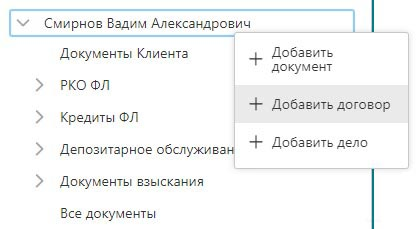 Смирнов Вадим Александрович
Документы Клиента
РКО ФЛ
Кредиты ФЛ
Депозитарное обслуживан
Документы взыскания
Все документы
Добавить
документ
Добавить договор
Добавить дело